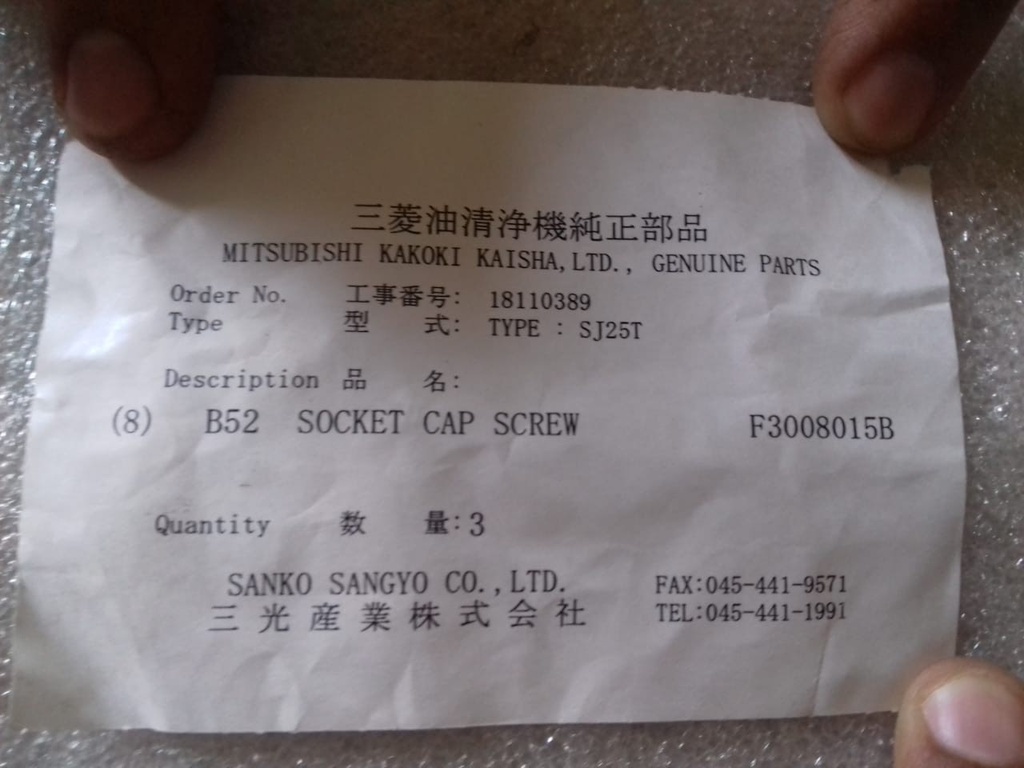 三菱油清浄機純正部品
MITSUBISHI KAKOKI KAISHA, LTD., GENUINE PARTS
Order No. 工事番号: 18110389
Type 型 式: TYPE : SJ25T
Description 品 名:
(8) B52 SOCKET CAP SCREW F3008015B
Quantity 数 量: 3
SANKO SANGYO CO., LTD. FAX:045-441-9571
三光産業株式会社 TEL:045-441-1991